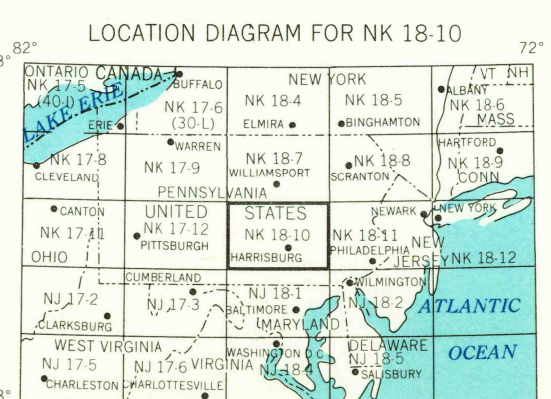 LOCATION DIAGRAM FOR NK 18-10
82° 72°
ONTARIO CANADA NEW YORK VT NH
NK 17-5 BUFFALO ALBANY
(40-J) NK 17-6 NK 18-4 NK 18-5 NK 18-6
LAKE ERIE (30-L) MASS
ERIE ELMIRA BINGHAMTON
WARREN HARTFORD
NK 17-8 NK 17-9 NK 18-7 NK 18-8 NK 18-9
CLEVELAND WILLIAMSPORT SCRANTON CONN
PENNSYLVANIA
CANTON UNITED STATES NEWARK NEW YORK
NK 17-11 NK 17-12 NK 18-10 NK 18-11 NEW
PITTSBURGH HARRISBURG PHILADELPHIA
OHIO JERSEY NK 18-12
CUMBERLAND WILMINGTON
NJ 17-2 NJ 17-3 NJ 18-1 NJ 18-2 ATLANTIC
BALTIMORE
CLARKSBURG MARYLAND
WEST VIRGINIA WASHINGTON D C DELAWARE OCEAN
NJ 17-5 NJ 17-6 VIRGINIA NJ 18-4 NJ 18-5
CHARLESTON CHARLOTTESVILLE SALISBURY